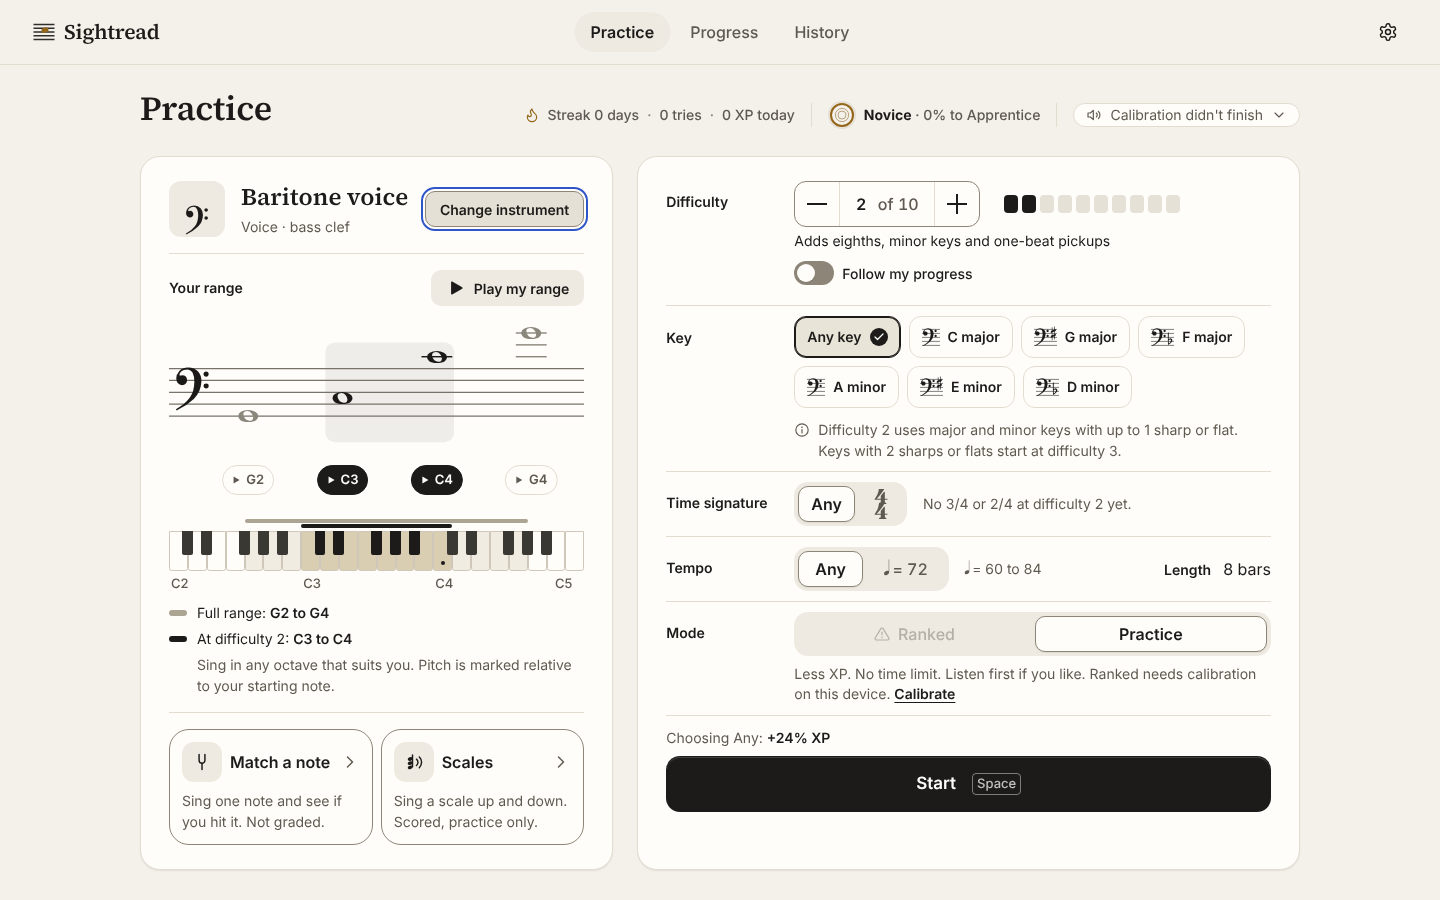 Sightread
Practice
Progress
History
Practice
Streak 0 days · 0 tries · 0 XP today
Novice · 0% to Apprentice
Calibration didn't finish
Baritone voice
Voice · bass clef
Change instrument
Your range
Play my range
G2
C3
C4
G4
C2
C3
C4
C5
Full range: G2 to G4
At difficulty 2: C3 to C4
Sing in any octave that suits you. Pitch is marked relative
to your starting note.
Match a note
Sing one note and see if
you hit it. Not graded.
Scales
Sing a scale up and down.
Scored, practice only.
Difficulty
2 of 10
Adds eighths, minor keys and one-beat pickups
Follow my progress
Key
Any key
C major
G major
F major
A minor
E minor
D minor
Difficulty 2 uses major and minor keys with up to 1 sharp or flat.
Keys with 2 sharps or flats start at difficulty 3.
Time signature
Any
4
4
No 3/4 or 2/4 at difficulty 2 yet.
Tempo
Any
♩= 72
♩= 60 to 84
Length 8 bars
Mode
Ranked
Practice
Less XP. No time limit. Listen first if you like. Ranked needs calibration
on this device. Calibrate
Choosing Any: +24% XP
Start Space